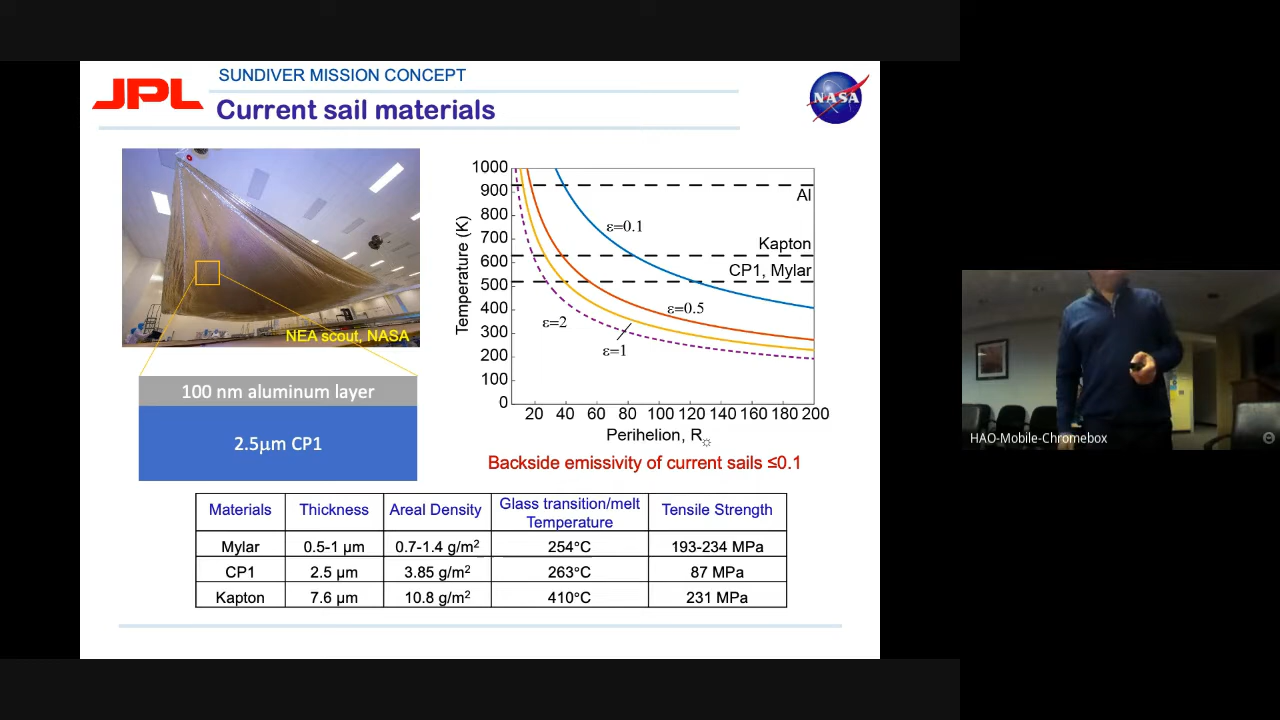 JPL
SUNDIVER MISSION CONCEPT
Current sail materials
NASA
NEA scout, NASA
100 nm aluminum layer
2.5μm CP1
Temperature (K)
1000
900
800
700
600
500
400
300
200
100
0
20 40 60 80 100 120 140 160 180 200
Perihelion, R☼
Al
Kapton
CP1, Mylar
ε=0.1
ε=0.5
ε=2
ε=1
Backside emissivity of current sails ≤0.1
Materials Thickness Areal Density Glass transition/melt Temperature Tensile Strength
Mylar 0.5-1 μm 0.7-1.4 g/m² 254°C 193-234 MPa
CP1 2.5 μm 3.85 g/m² 263°C 87 MPa
Kapton 7.6 μm 10.8 g/m² 410°C 231 MPa
HAO-Mobile-Chromebox